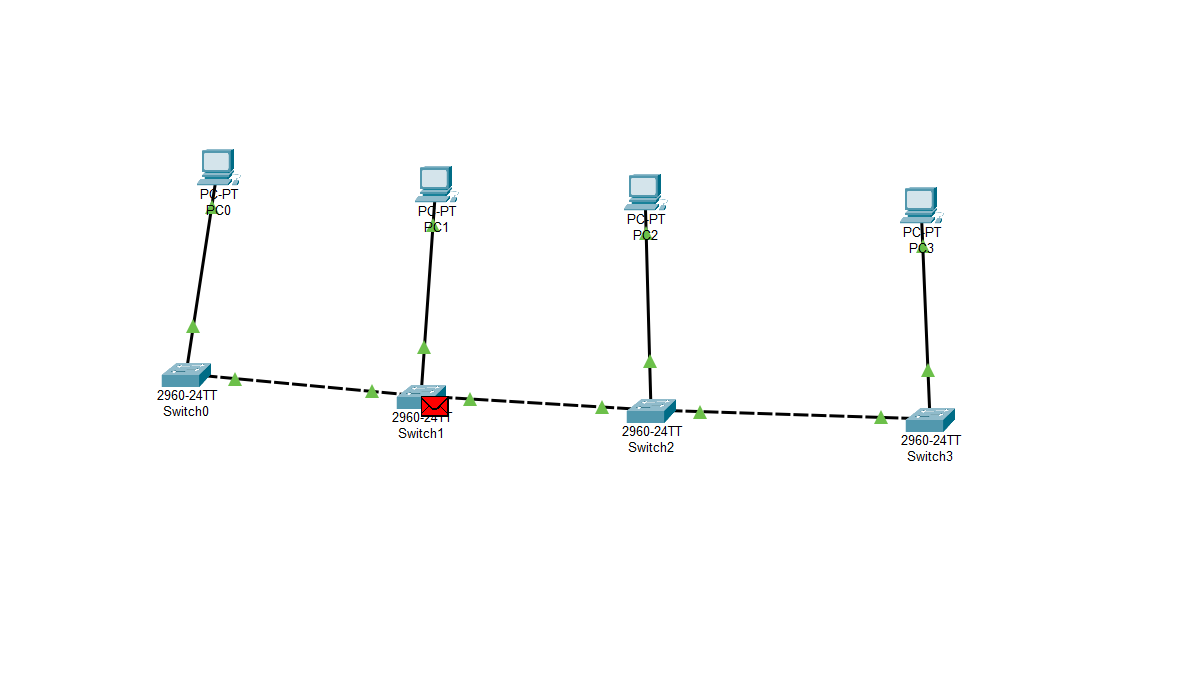 PC-PT
PC0
PC-PT
PC1
PC-PT
PC2
PC-PT
PC3
2960-24TT
Switch0
2960-24TT
Switch1
2960-24TT
Switch2
2960-24TT
Switch3